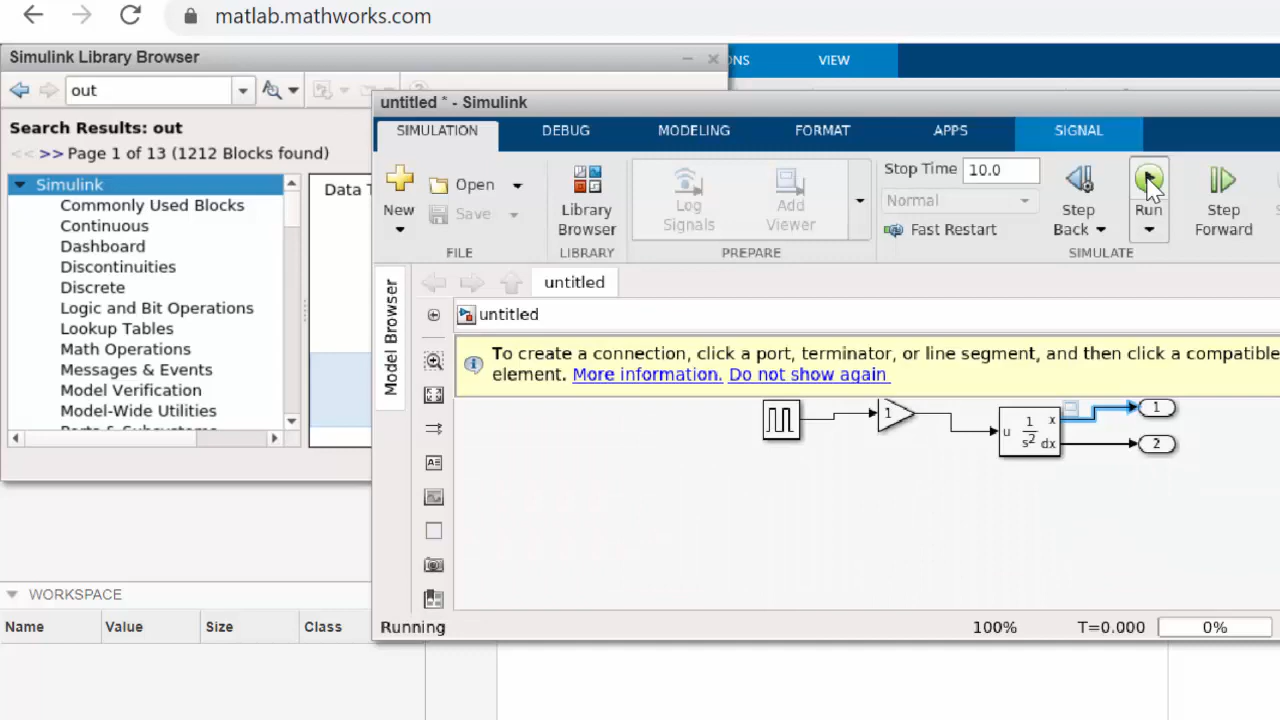 matlab.mathworks.com
Simulink Library Browser
VIEW
out
untitled * - Simulink
Search Results: out
<< >> Page 1 of 13 (1212 Blocks found)
SIMULATION DEBUG MODELING FORMAT APPS SIGNAL
Simulink
Commonly Used Blocks
Continuous
Dashboard
Discontinuities
Discrete
Logic and Bit Operations
Lookup Tables
Math Operations
Messages & Events
Model Verification
Model-Wide Utilities
Data T
New
Open
Save
FILE
Library
Browser
LIBRARY
Log
Signals
Add
Viewer
PREPARE
Stop Time 10.0
Normal
Fast Restart
Step
Back
Run
Step
Forward
SIMULATE
untitled
Model Browser
untitled
To create a connection, click a port, terminator, or line segment, and then click a compatible
element. More information. Do not show again
1
u 1 s2 x dx
1
2
WORKSPACE
Name Value Size Class
Running 100% T=0.000 0%